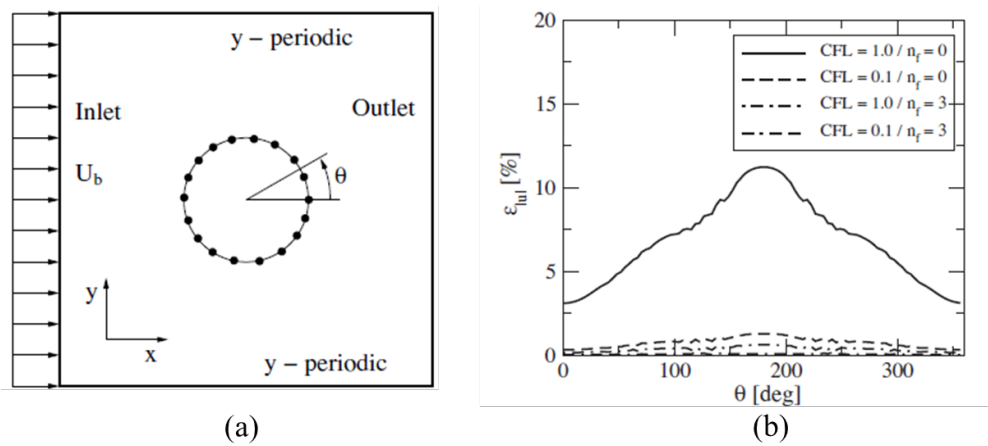 y – periodic
Inlet
Outlet
U_b
θ
y
x
y – periodic
(a)
20
15
10
5
0
ε_|u| [%]
CFL = 1.0 / n_f = 0
CFL = 0.1 / n_f = 0
CFL = 1.0 / n_f = 3
CFL = 0.1 / n_f = 3
0 100 200 300
θ [deg]
(b)